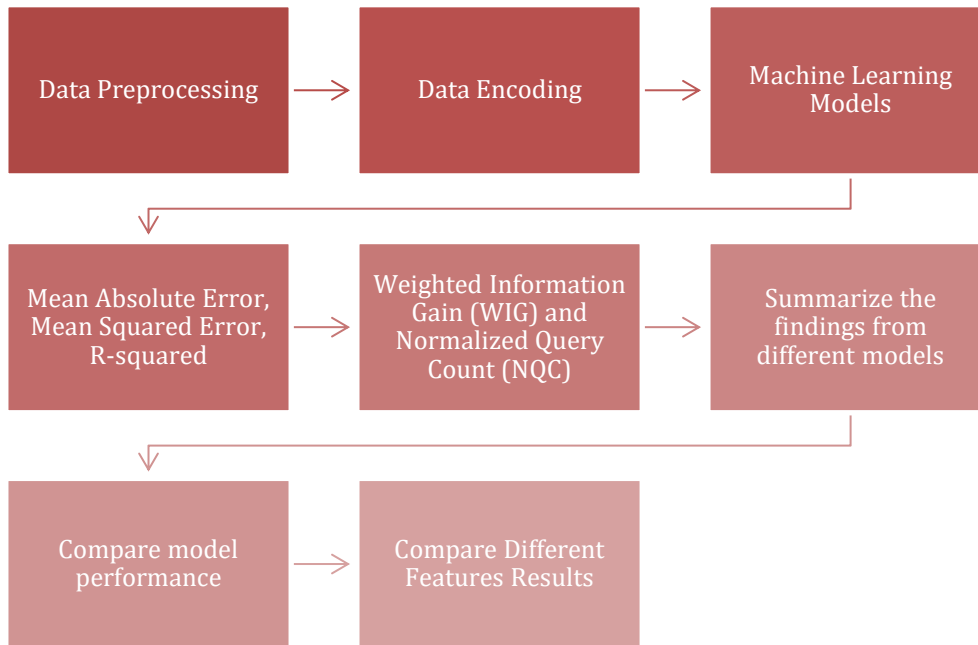 Data Preprocessing
Data Encoding
Machine Learning
Models
Mean Absolute Error,
Mean Squared Error,
R-squared
Weighted Information
Gain (WIG) and
Normalized Query
Count (NQC)
Summarize the
findings from
different models
Compare model
performance
Compare Different
Features Results